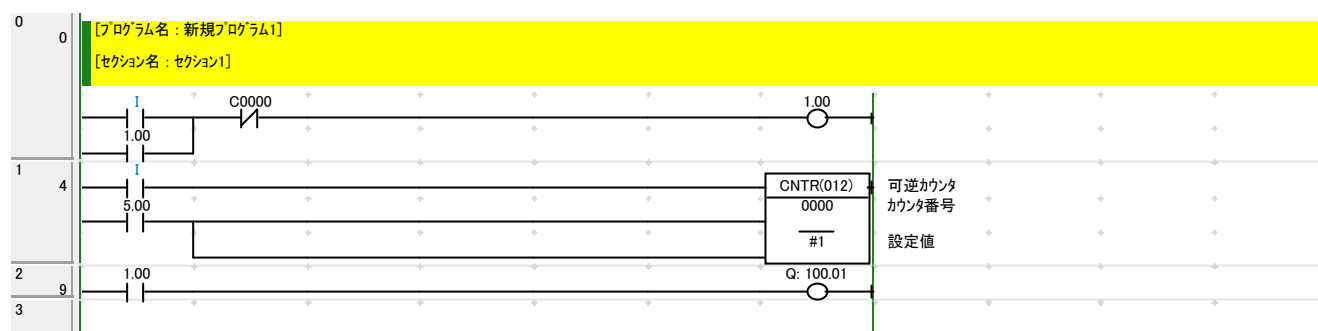 0
0
[プログラム名 : 新規プログラム1]
[セクション名 : セクション1]
I
C0000
1.00
1.00
1
4
I
CNTR(012)
可逆カウンタ
5.00
0000
カウンタ番号
#1
設定値
2
9
1.00
Q: 100.01
3